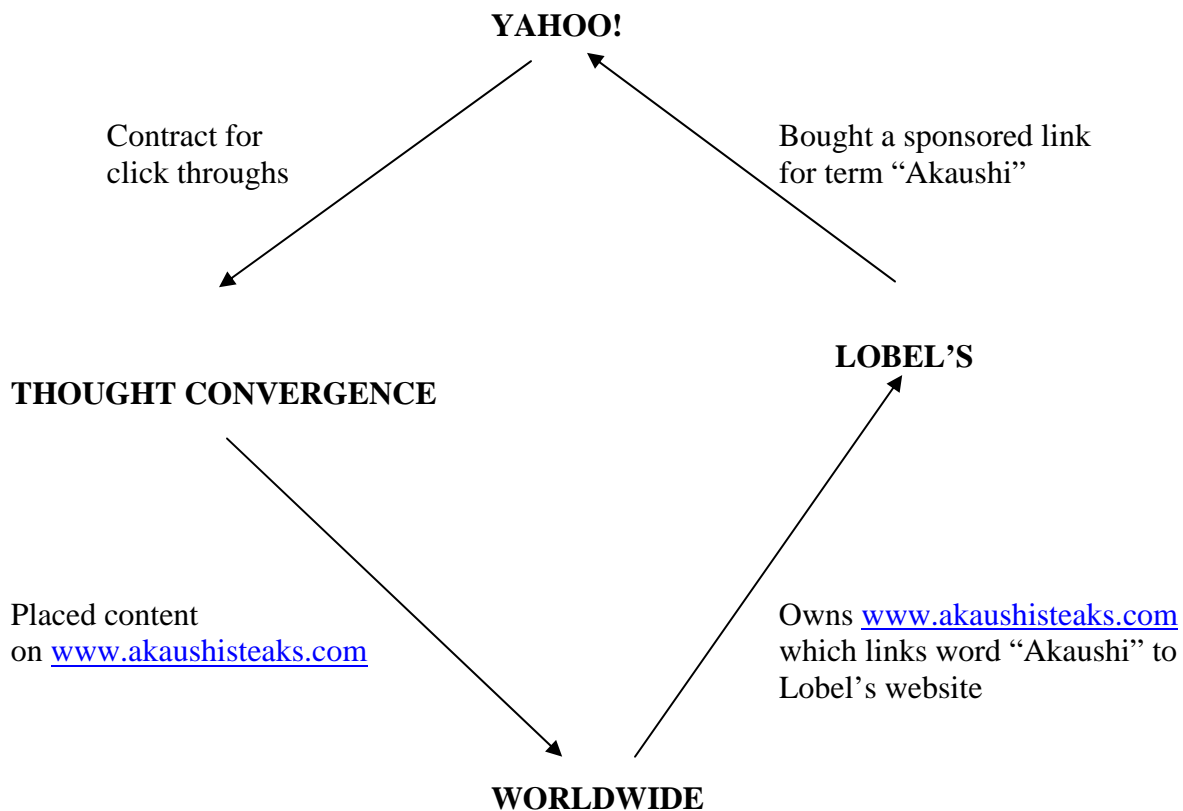 YAHOO!
Contract for
click throughs
Bought a sponsored link
for term “Akaushi”
LOBEL’S
THOUGHT CONVERGENCE
Placed content
on www.akaushisteaks.com
Owns www.akaushisteaks.com
which links word “Akaushi” to
Lobel’s website
WORLDWIDE